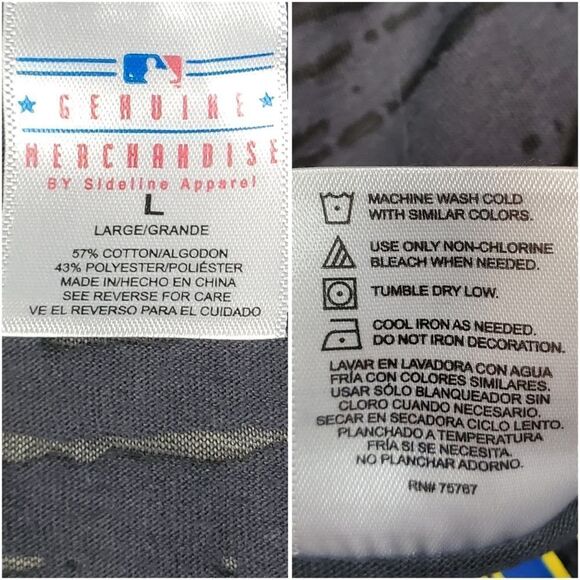 GENUINE
MERCHANDISE
BY Sideline Apparel
L
LARGE/GRANDE
57% COTTON/ALGODON
43% POLYESTER/POLIÉSTER
MADE IN/HECHO EN CHINA
SEE REVERSE FOR CARE
VE EL REVERSO PARA EL CUIDADO
MACHINE WASH COLD
WITH SIMILAR COLORS.
USE ONLY NON-CHLORINE
BLEACH WHEN NEEDED.
TUMBLE DRY LOW.
COOL IRON AS NEEDED.
DO NOT IRON DECORATION.
LAVAR EN LAVADORA CON AGUA
FRÍA CON COLORES SIMILARES.
USAR SÓLO BLANQUEADOR SIN
CLORO CUANDO NECESARIO.
SECAR EN SECADORA CICLO LENTO.
PLANCHADO A TEMPERATURA
FRÍA SI SE NECESITA.
NO PLANCHAR ADORNO.
RN# 75767